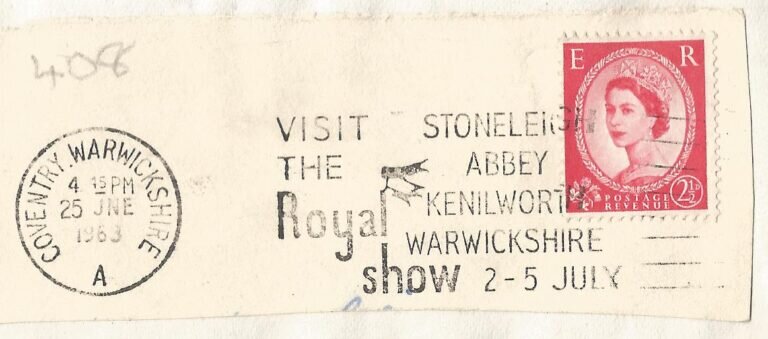 408
COVENTRY WARWICKSHIRE
4 15 PM
25 JNE
1963
A
VISIT
THE
Royal
show
STONELEIGH
ABBEY
KENILWORTH
WARWICKSHIRE
2-5 JULY
E R
POSTAGE
REVENUE
2½D